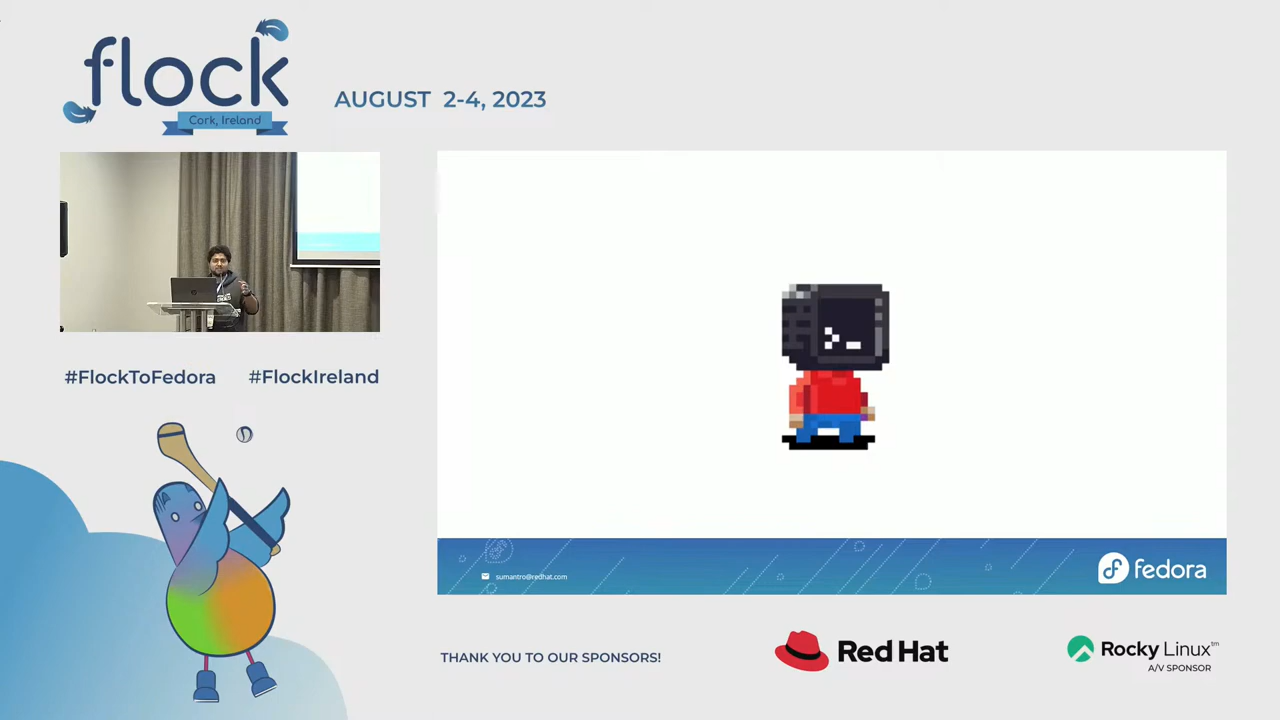 flock
Cork, Ireland
AUGUST 2-4, 2023
#FlockToFedora #FlockIreland
sumantro@redhat.com
fedora
THANK YOU TO OUR SPONSORS!
Red Hat
Rocky Linux™
A/V SPONSOR